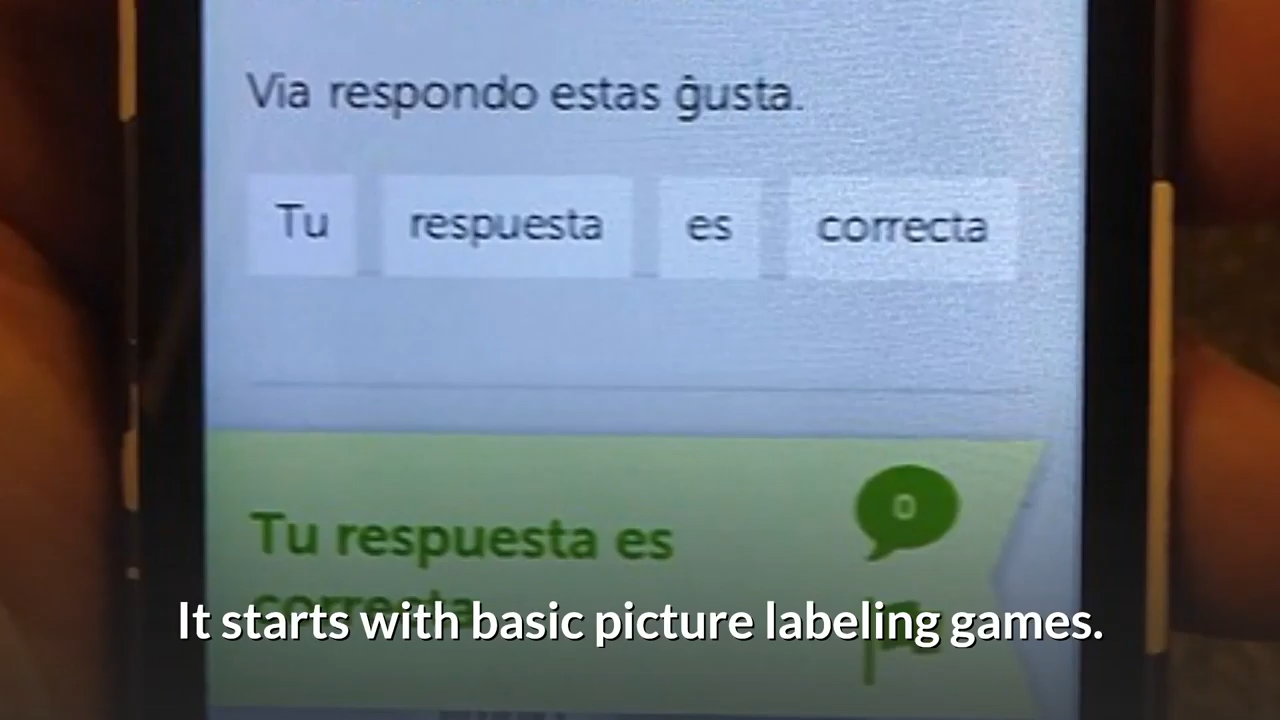 Via respondo estas ĝusta.
Tu respuesta es correcta
0
Tu respuesta es
correcta
It starts with basic picture labeling games.